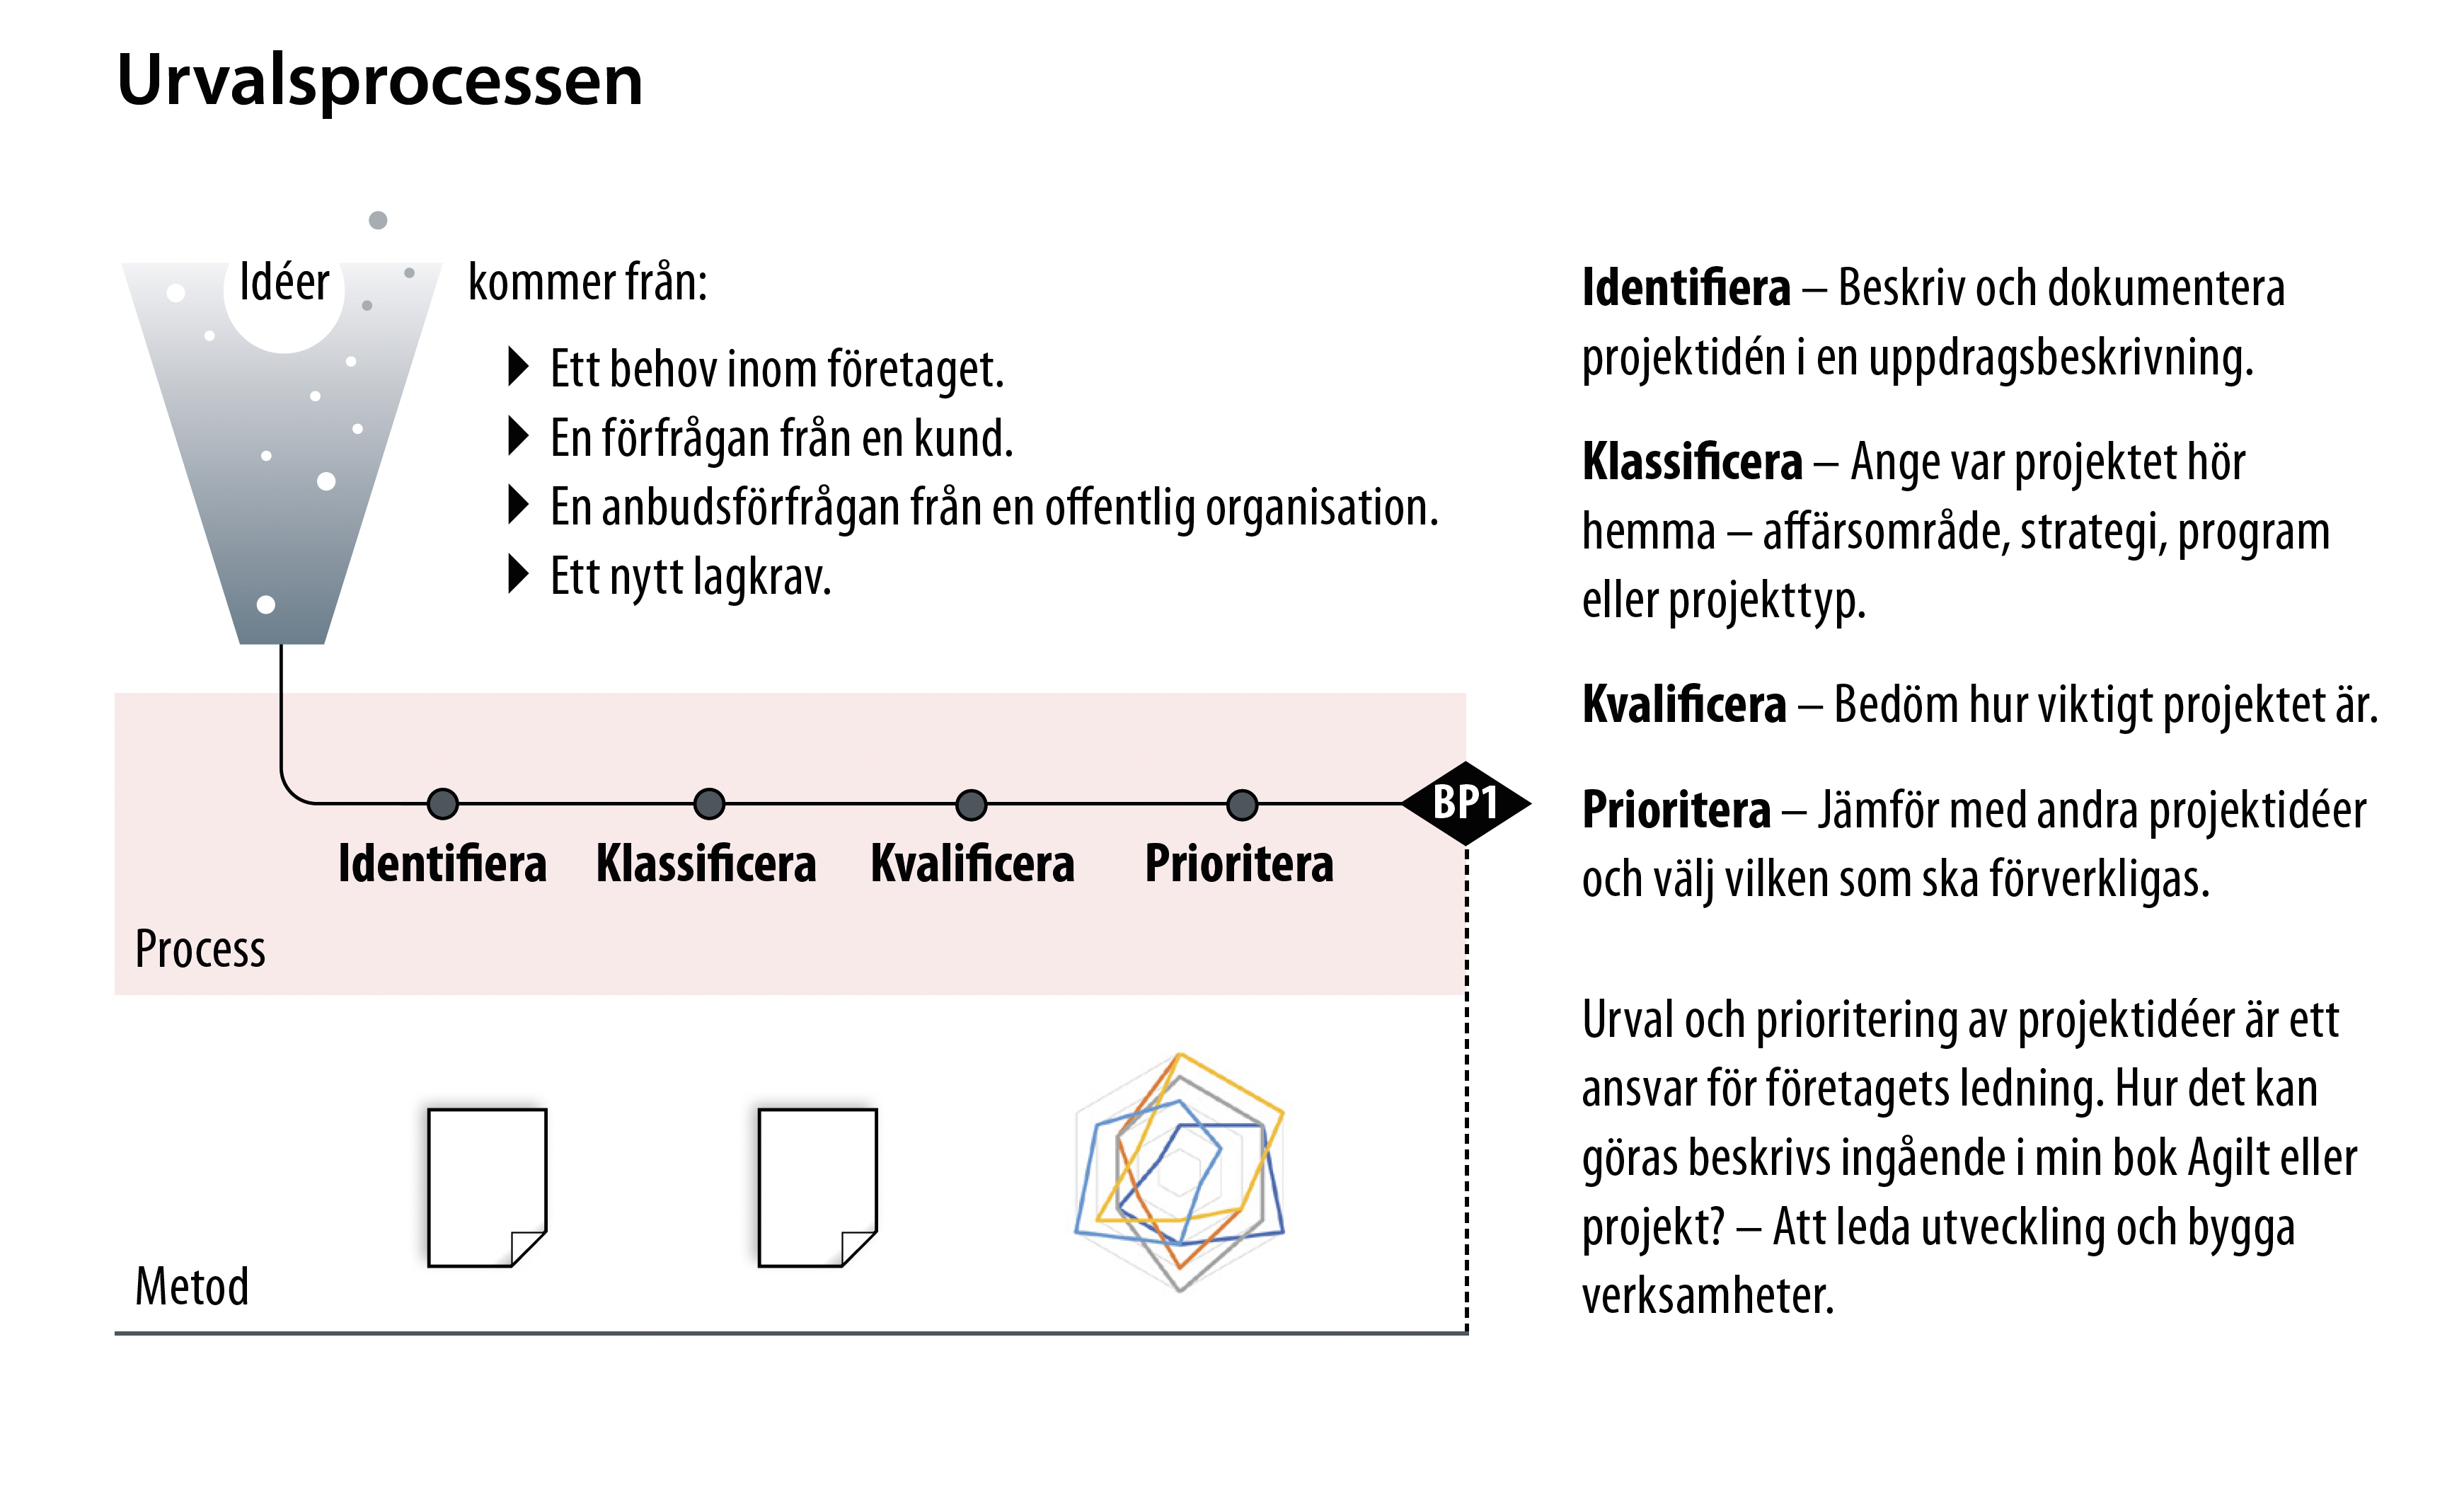 Urvalsprocessen
Idéer kommer från:
Ett behov inom företaget.
En förfrågan från en kund.
En anbudsförfrågan från en offentlig organisation.
Ett nytt lagkrav.
Identifiera Klassificera Kvalificera Prioritera BP1
Process
Metod
Identifiera – Beskriv och dokumentera
projektidén i en uppdragsbeskrivning.
Klassificera – Ange var projektet hör
hemma – affärsområde, strategi, program
eller projekttyp.
Kvalificera – Bedöm hur viktigt projektet är.
Prioritera – Jämför med andra projektidéer
och välj vilken som ska förverkligas.
Urval och prioritering av projektidéer är ett
ansvar för företagets ledning. Hur det kan
göras beskrivs ingående i min bok Agilt eller
projekt? – Att leda utveckling och bygga
verksamheter.